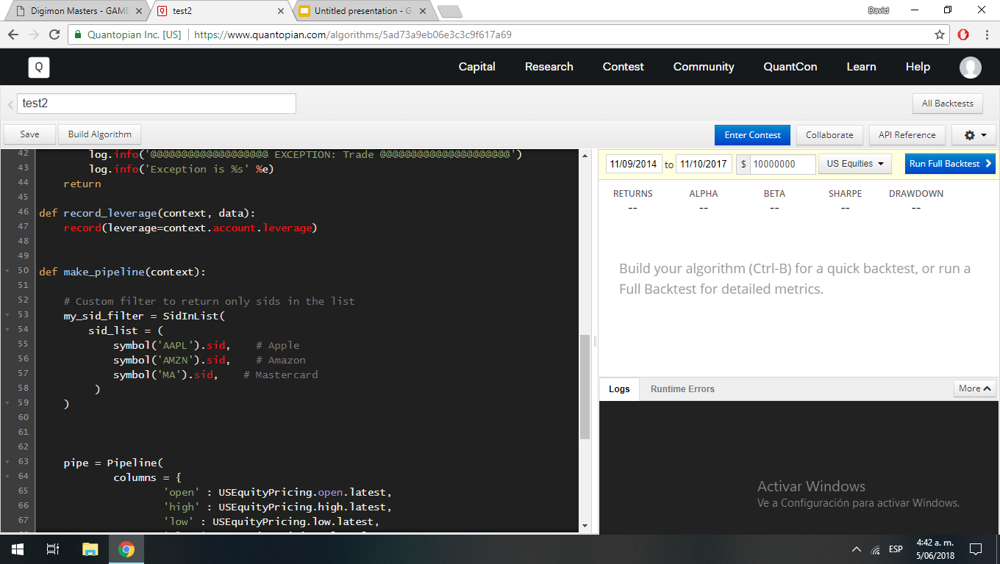 Digimon Masters - GAME
test2
Untitled presentation - G
David
Quantopian Inc. [US]
https://www.quantopian.com/algorithms/5ad73a9eb06e3c3c9f617a69
Q
Capital
Research
Contest
Community
QuantCon
Learn
Help
test2
All Backtests
Save
Build Algorithm
Enter Contest
Collaborate
API Reference
42 log.info('@@@@@@@@@@@@@@@@@@@ EXCEPTION: Trade @@@@@@@@@@@@@@@@@@@@@')
43 log.info('Exception is %s' %e)
44 return
45
46 def record_leverage(context, data):
47 record(leverage=context.account.leverage)
48
49
50 def make_pipeline(context):
51
52 # Custom filter to return only sids in the list
53 my_sid_filter = SidInList(
54 sid_list = (
55 symbol('AAPL').sid, # Apple
56 symbol('AMZN').sid, # Amazon
57 symbol('MA').sid, # Mastercard
58 )
59 )
60
61
62
63 pipe = Pipeline(
64 columns = {
65 'open' : USEquityPricing.open.latest,
66 'high' : USEquityPricing.high.latest,
67 'low' : USEquityPricing.low.latest,
11/09/2014 to 11/10/2017 $ 10000000 US Equities Run Full Backtest
RETURNS ALPHA BETA SHARPE DRAWDOWN
-- -- -- -- --
Build your algorithm (Ctrl-B) for a quick backtest, or run a
Full Backtest for detailed metrics.
Logs
Runtime Errors
More
Activar Windows
Ve a Configuración para activar Windows.
ESP
4:42 a. m.
5/06/2018